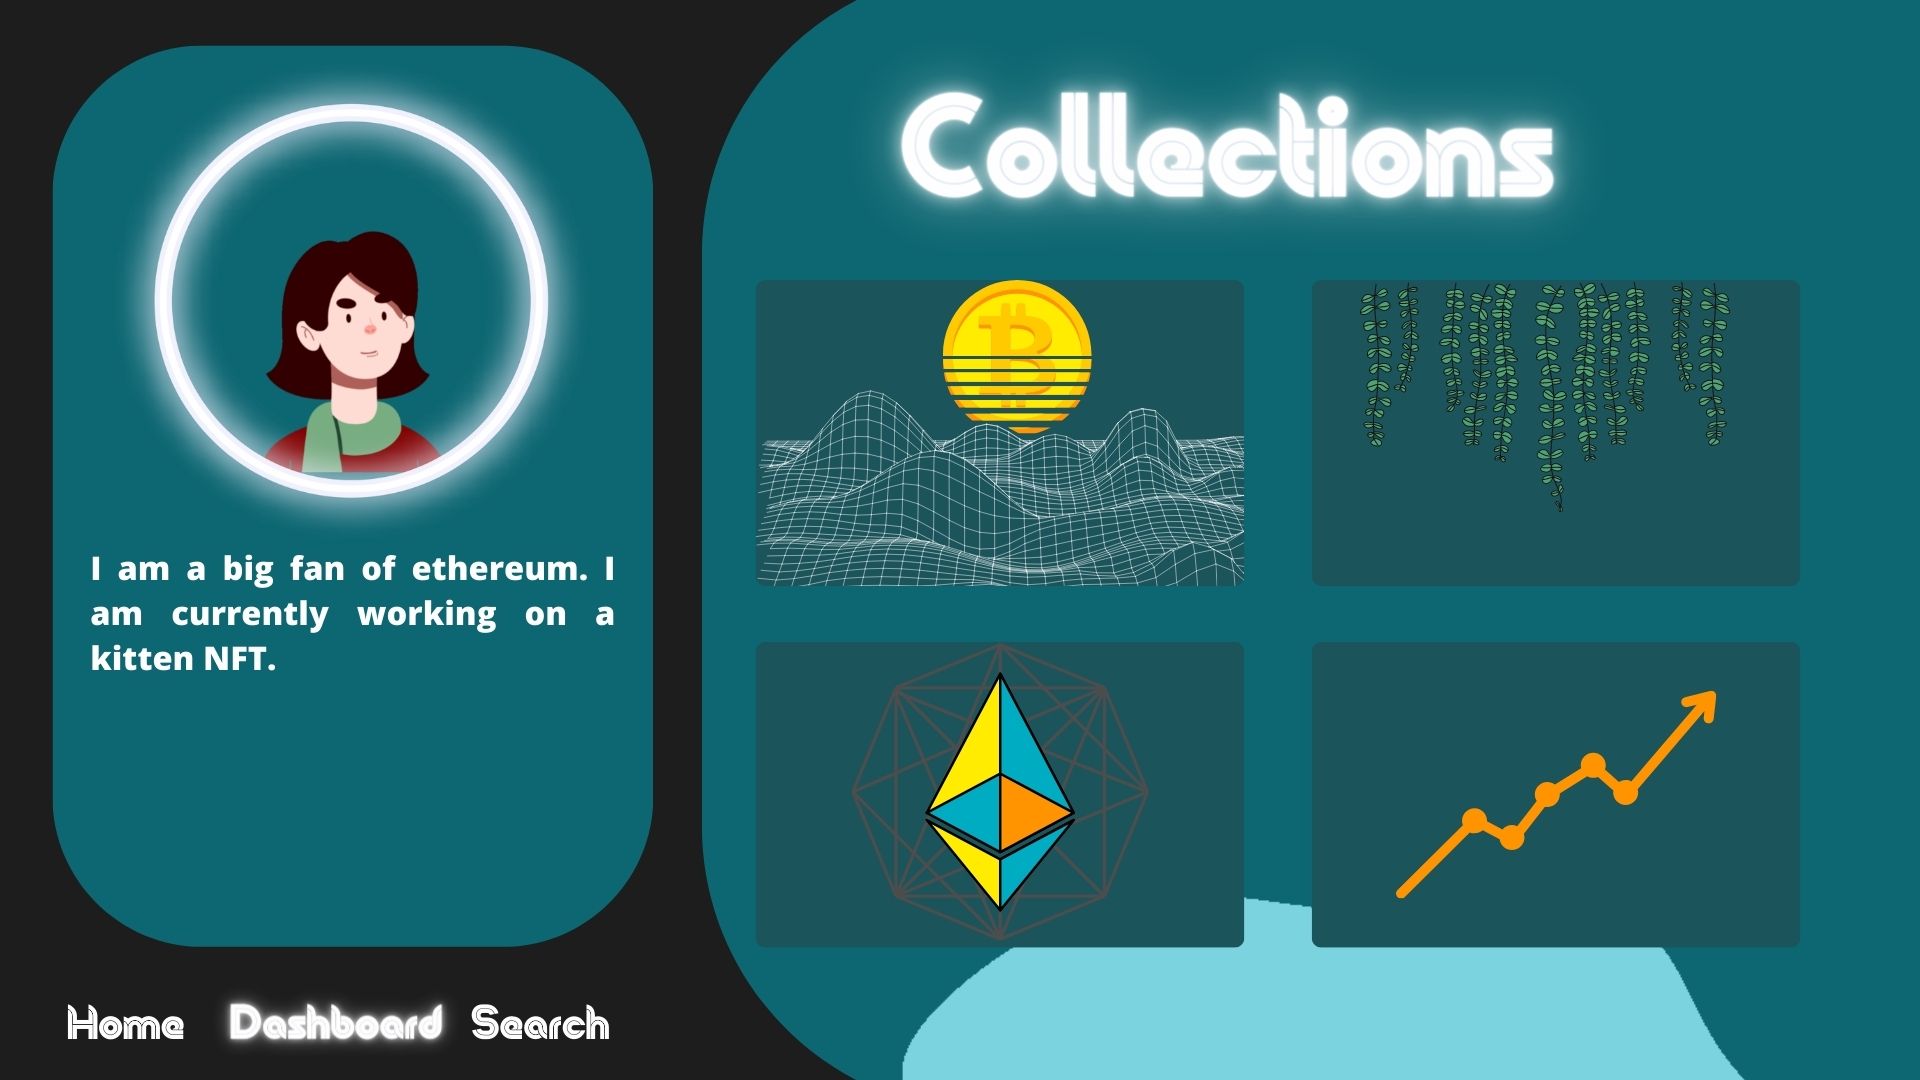 Collections
I am a big fan of ethereum. I
am currently working on a
kitten NFT.
Home Dashboard Search